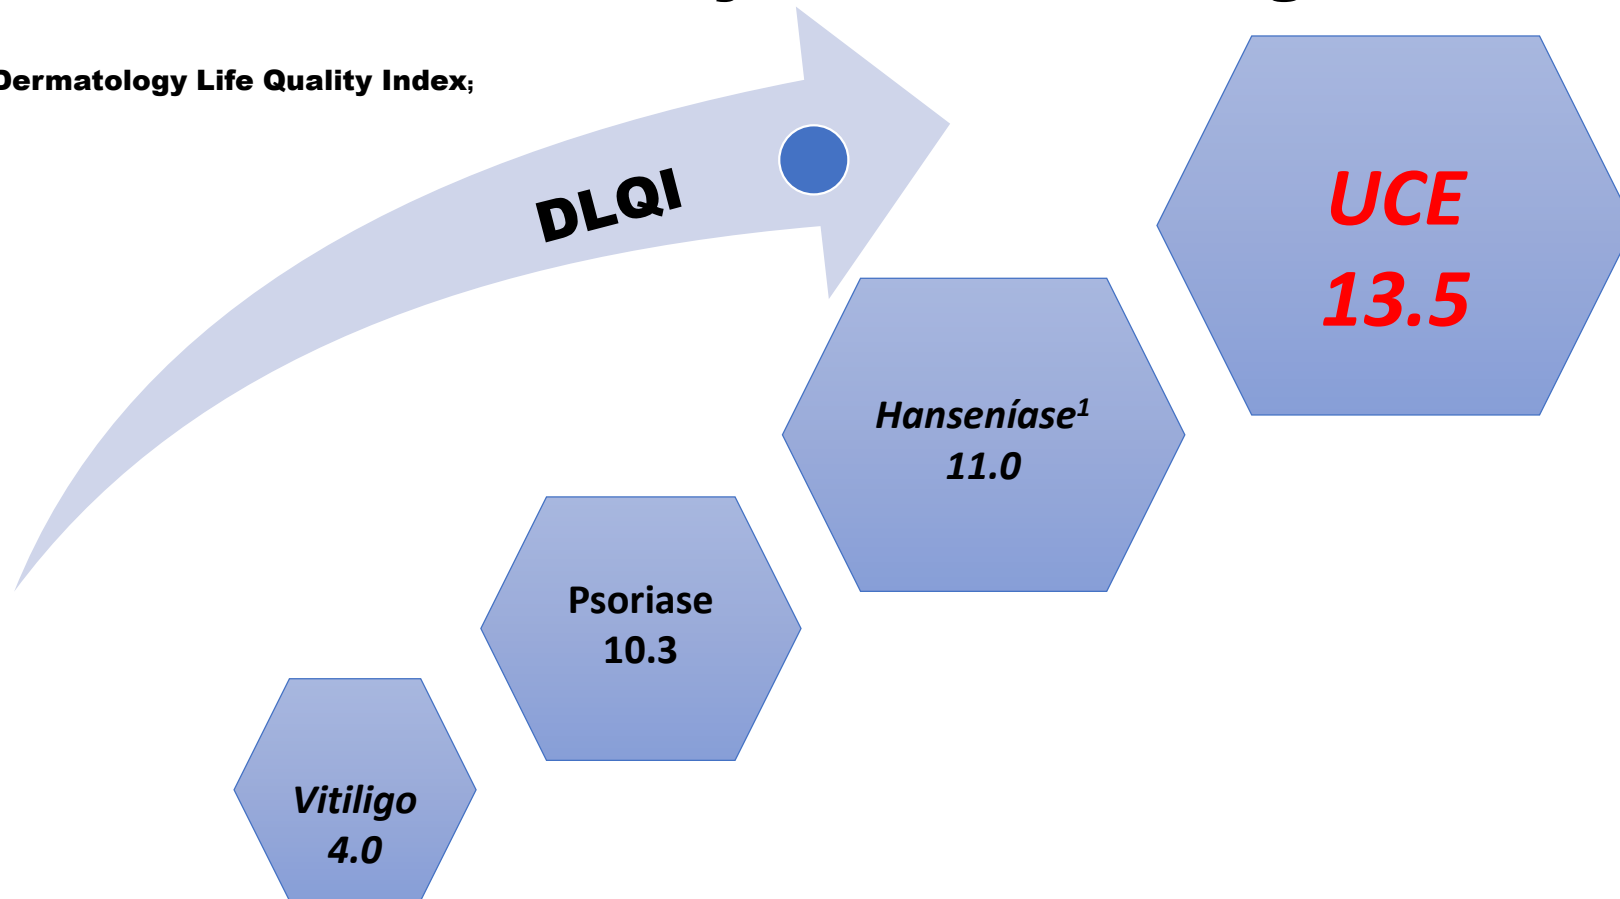 Dermatology Life Quality Index;
DLQI
UCE
13.5
Hanseníase¹
11.0
Psoriase
10.3
Vitiligo
4.0